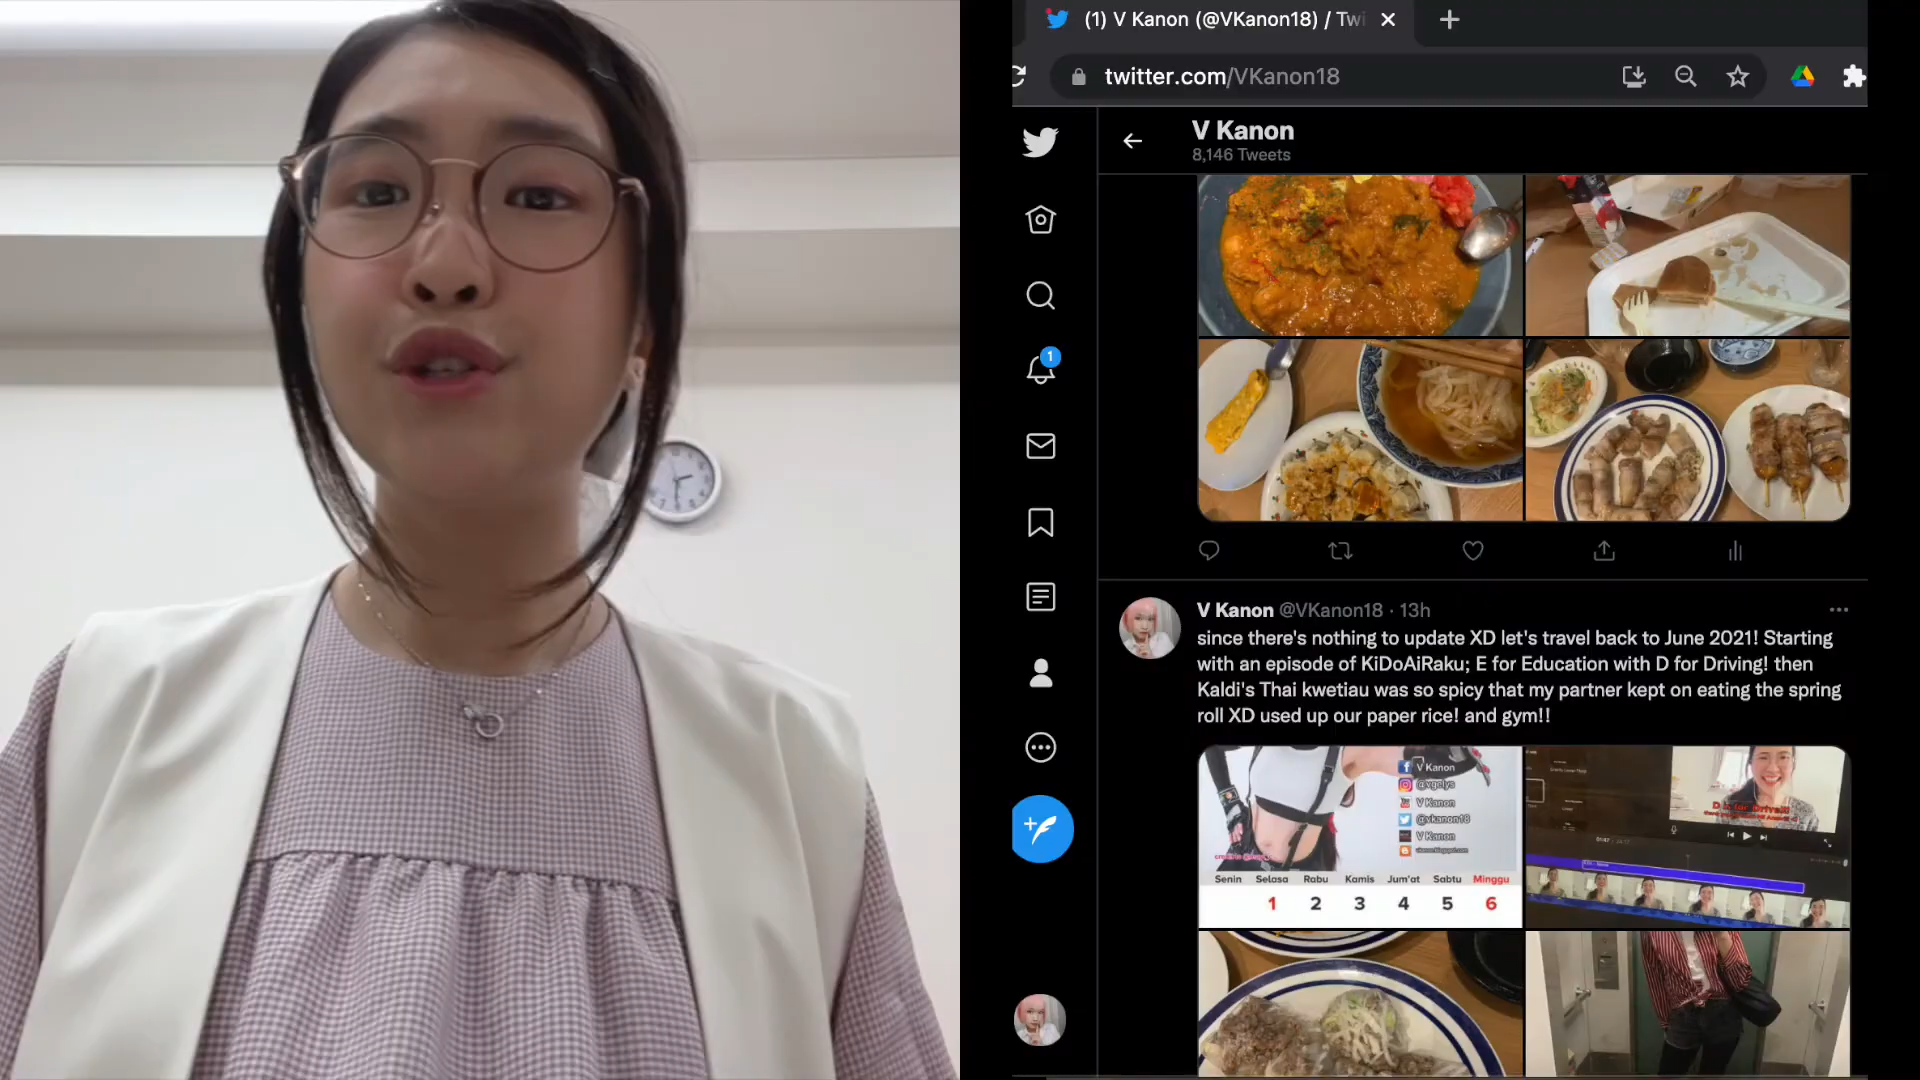 (1) V Kanon (@VKanon18) / Twi
twitter.com/VKanon18
V Kanon
8,146 Tweets
1
V Kanon @VKanon18 · 13h
since there's nothing to update XD let's travel back to June 2021! Starting
with an episode of KiDoAiRaku; E for Education with D for Driving! then
Kaldi's Thai kwetiau was so spicy that my partner kept on eating the spring
roll XD used up our paper rice! and gym!!
V Kanon
@vgelys
V Kanon
@vkanon18
V Kanon
Senin Selasa Rabu Kamis Jum'at Sabtu Minggu
1 2 3 4 5 6